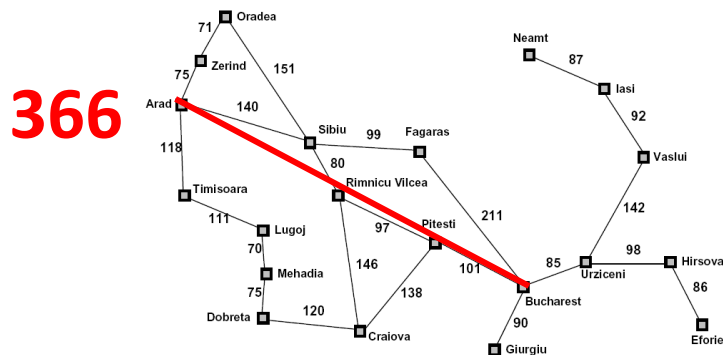 71
Oradea
Neamt
87
Zerind
75
151
Iasi
366
Arad
140
92
Sibiu
99
Fagaras
118
80
Vaslui
Rimnicu Vilcea
Timisoara
111
97
Pitesti
211
142
Lugoj
70
98
Hirsova
146
101
85
Urziceni
Mehadia
75
138
86
Bucharest
120
Dobreta
90
Craiova
Eforie
Giurgiu